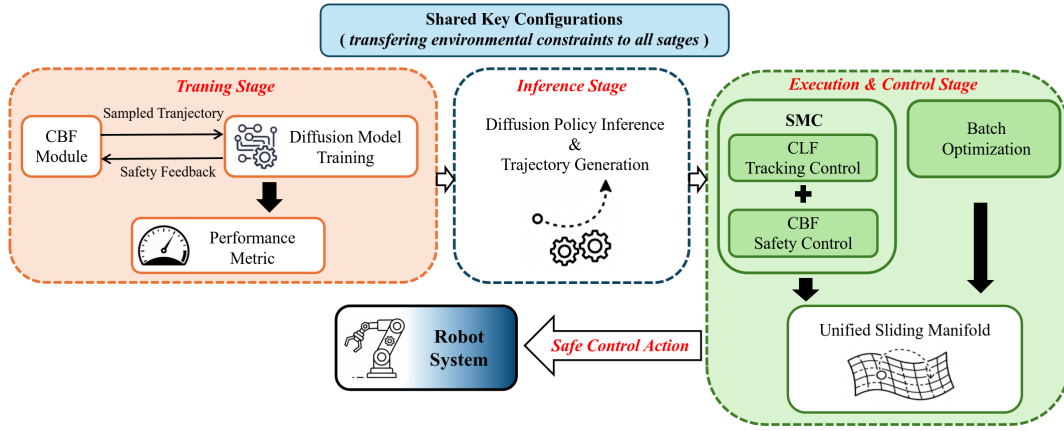 Shared Key Configurations
( transfering environmental constraints to all satges )
Traning Stage
CBF
Module
Sampled Tranjectory
Safety Feedback
Diffusion Model
Training
Performance
Metric
Inference Stage
Diffusion Policy Inference
&
Trajectory Generation
Execution & Control Stage
SMC
CLF
Tracking Control
CBF
Safety Control
Batch
Optimization
Unified Sliding Manifold
Safe Control Action
Robot
System